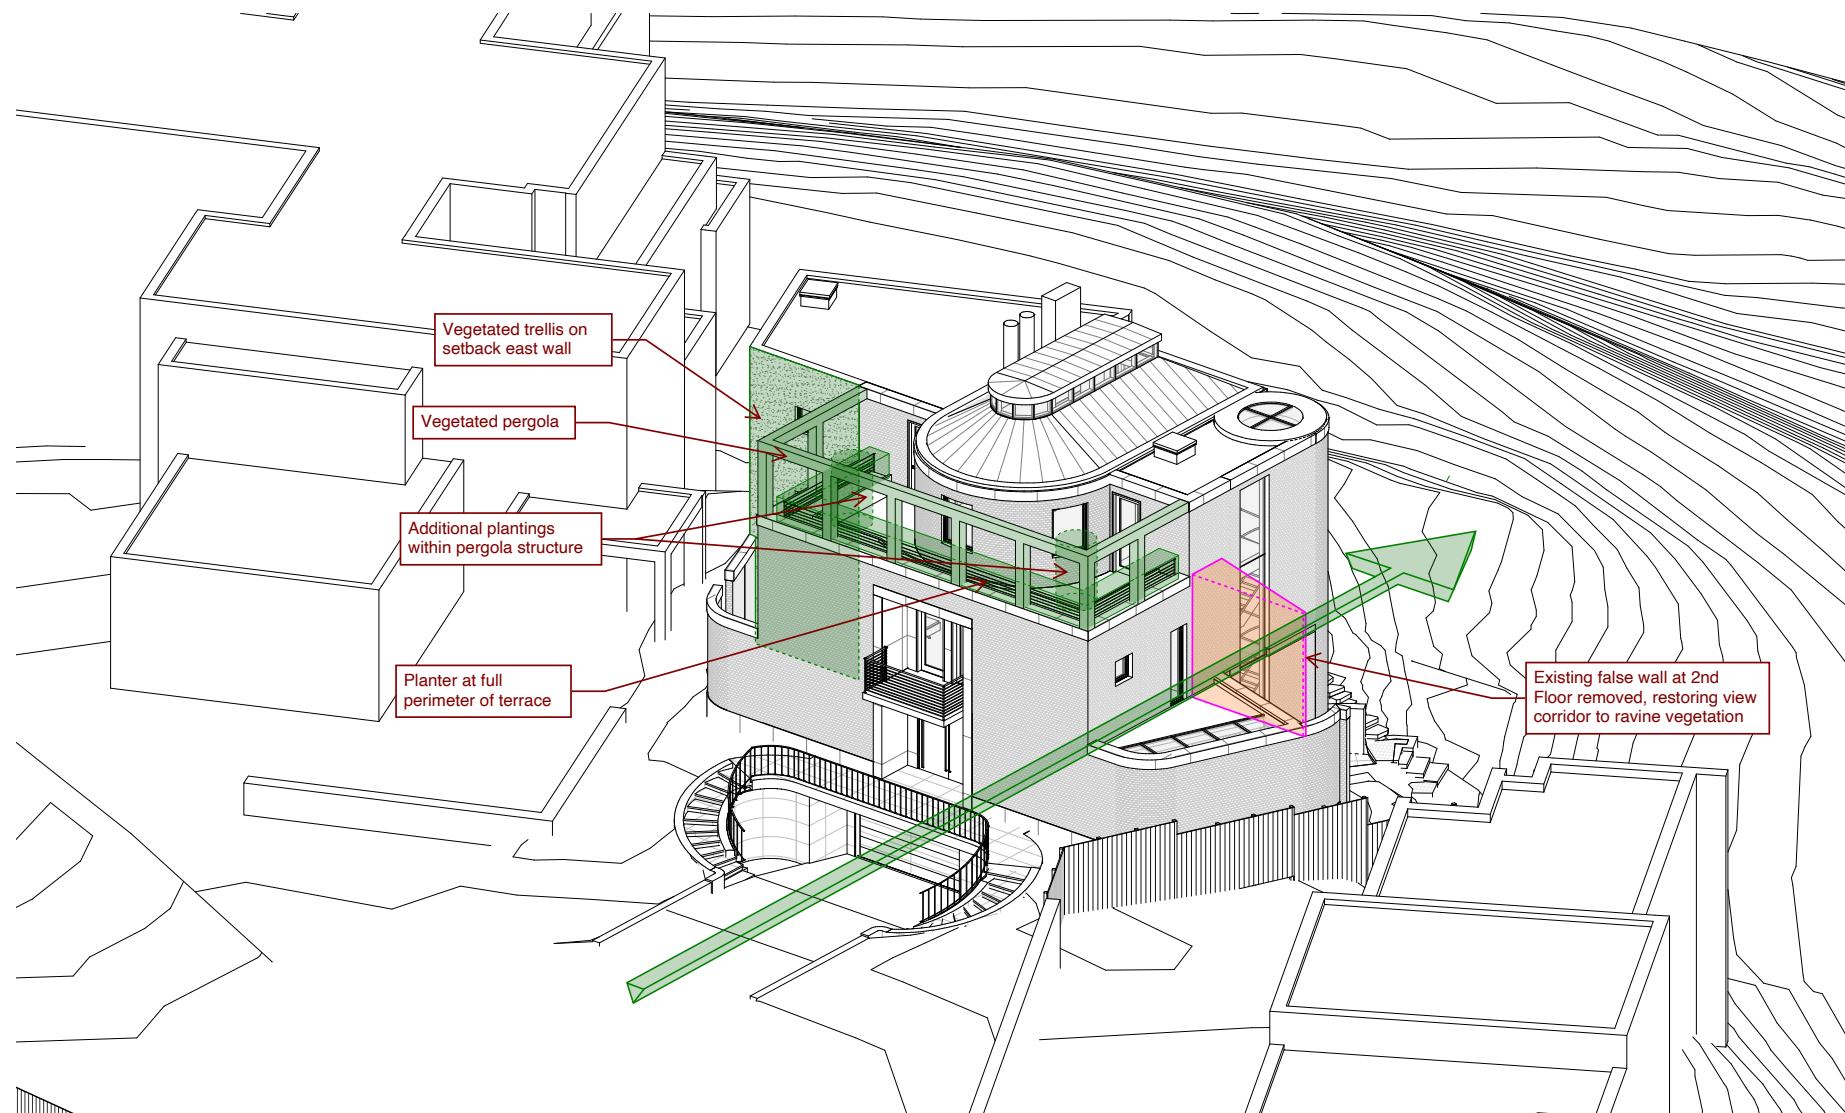 Vegetated trellis on
setback east wall
Vegetated pergola
Additional plantings
within pergola structure
Planter at full
perimeter of terrace
Existing false wall at 2nd
Floor removed, restoring view
corridor to ravine vegetation